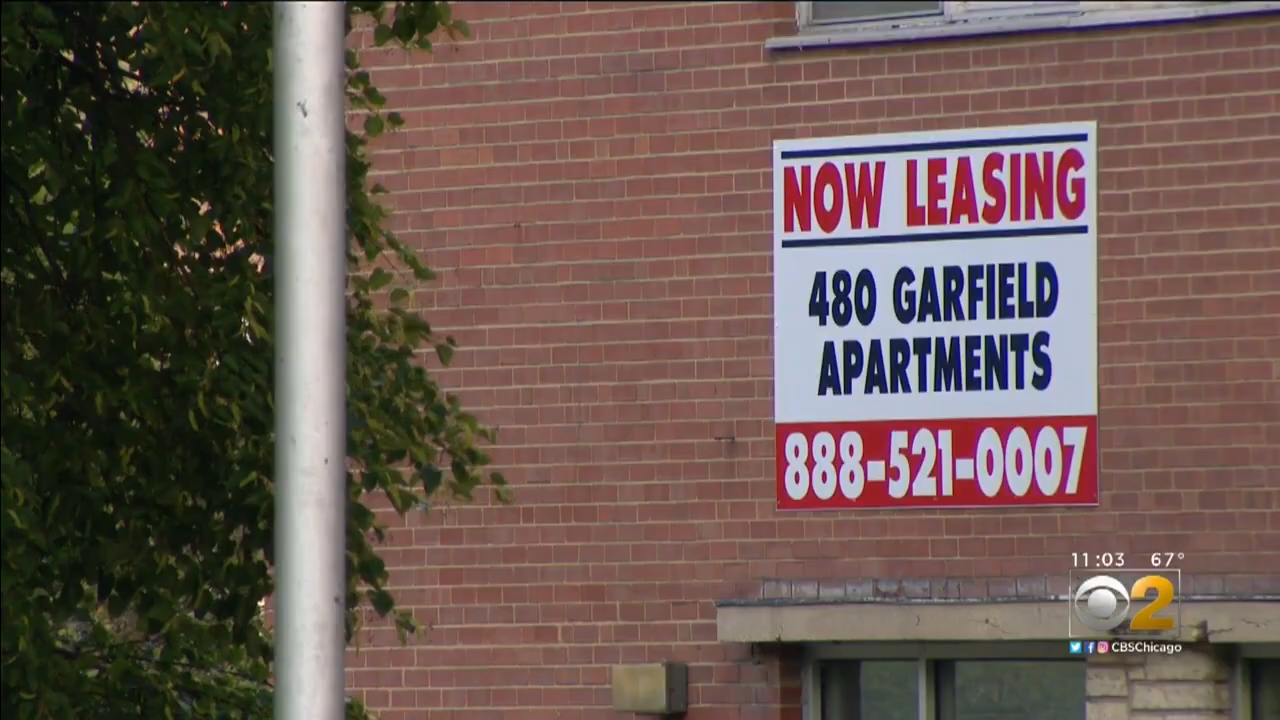 NOW LEASING
480 GARFIELD
APARTMENTS
888-521-0007
11:03 67°
2
CBSChicago